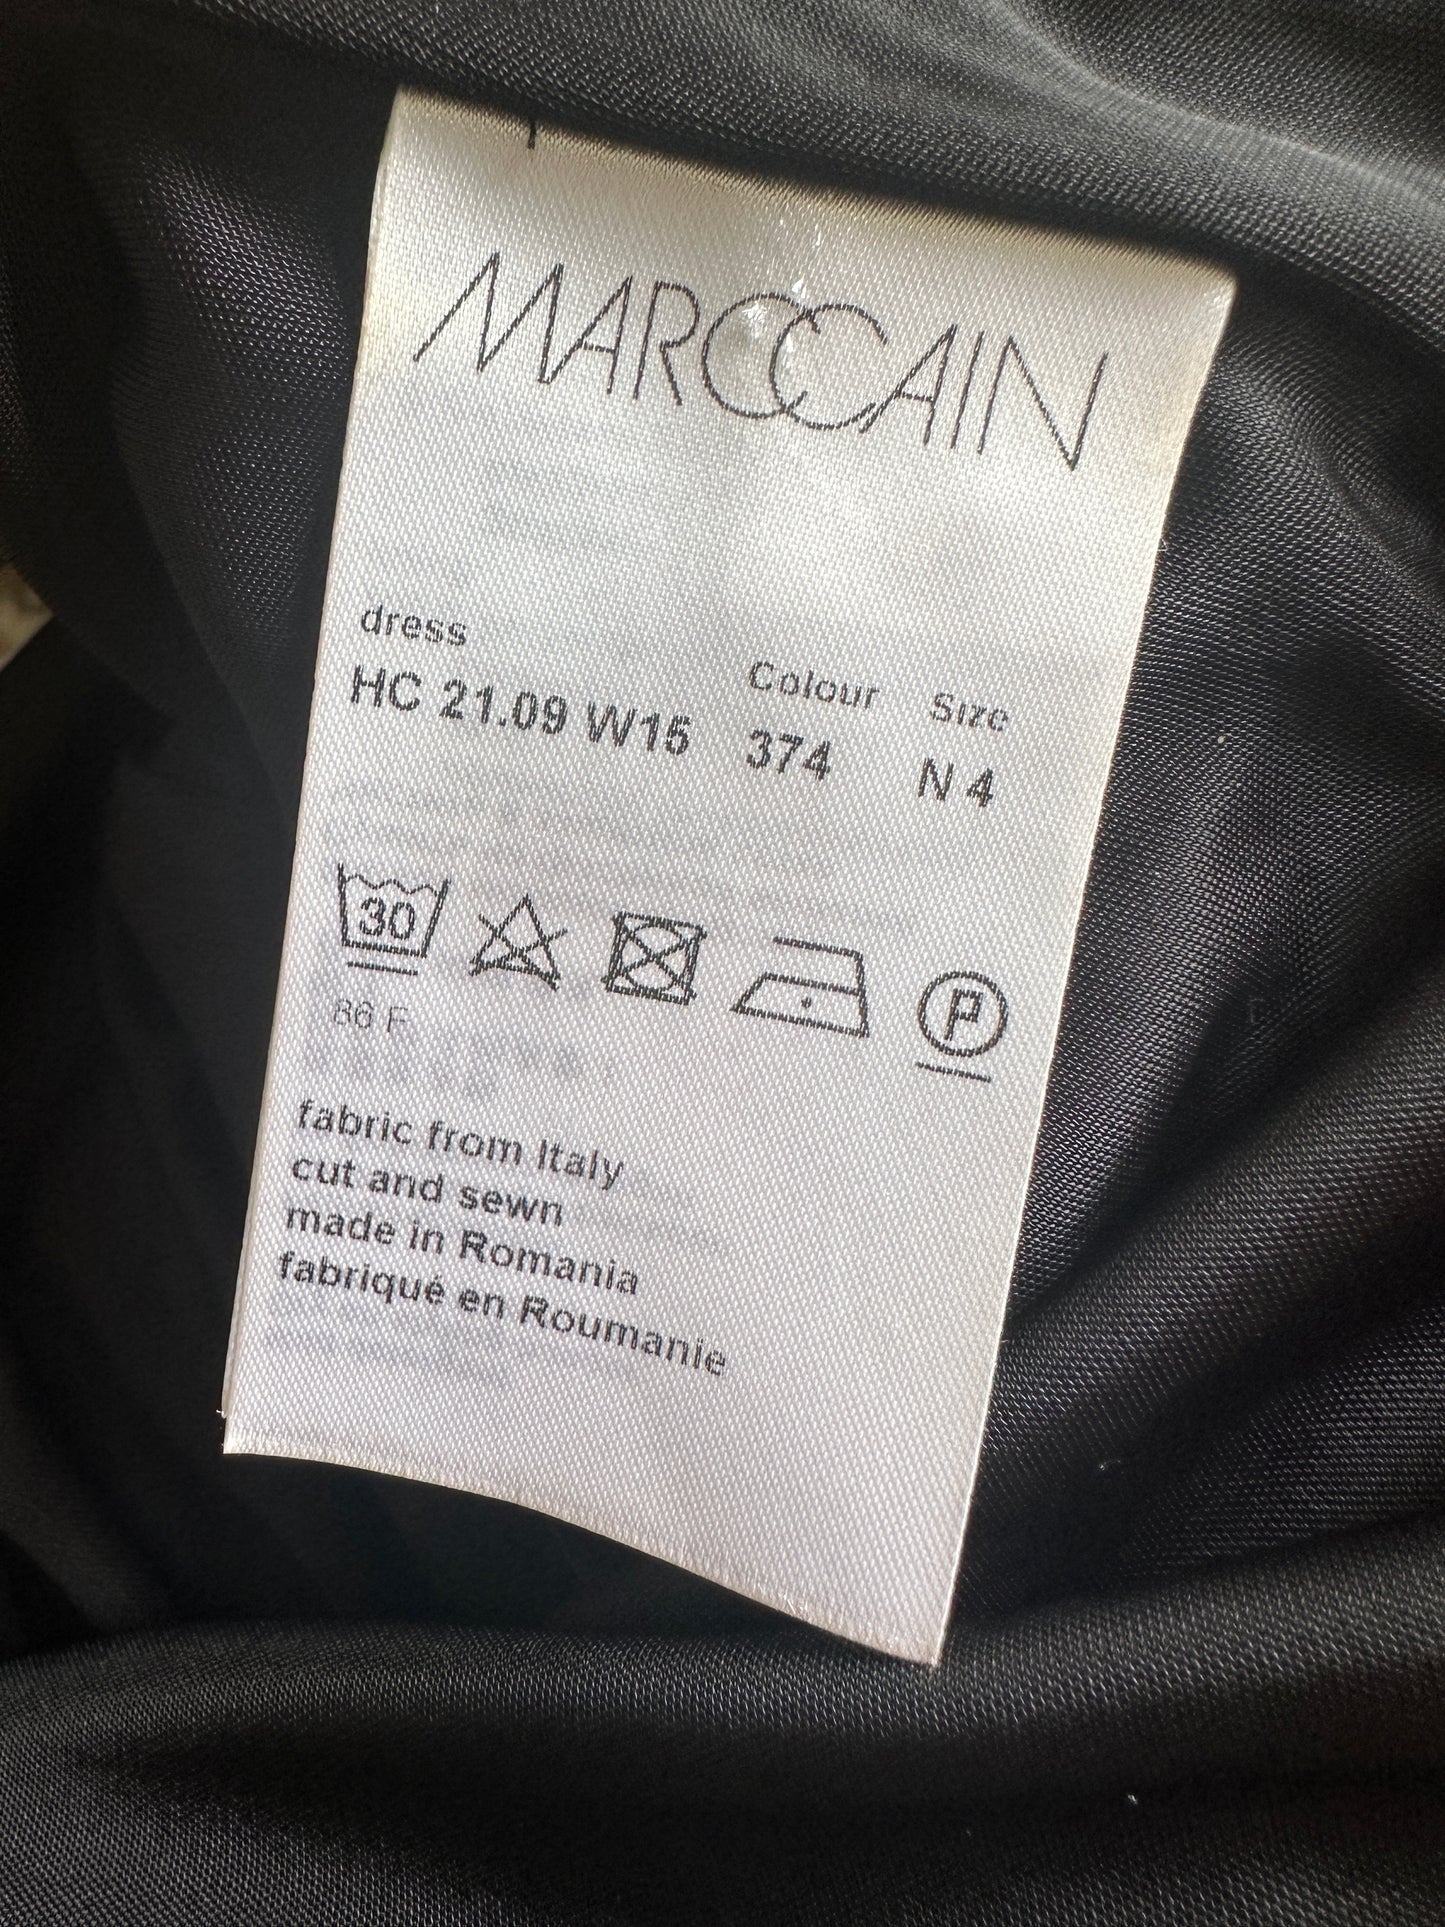 MARCCAIN
dress Colour Size
HC 21.09 W15 374 N 4
30 P
86 F
fabric from Italy
cut and sewn
made in Romania
fabriqué en Roumanie